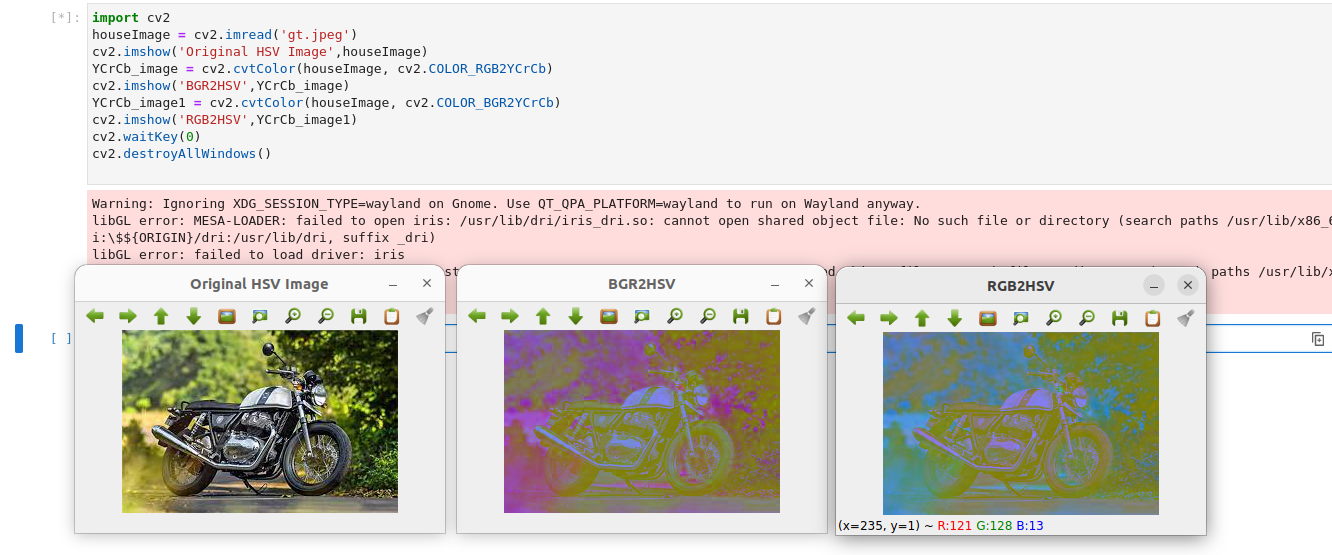 [*]:
import cv2
houseImage = cv2.imread('gt.jpeg')
cv2.imshow('Original HSV Image',houseImage)
YCrCb_image = cv2.cvtColor(houseImage, cv2.COLOR_RGB2YCrCb)
cv2.imshow('BGR2HSV',YCrCb_image)
YCrCb_image1 = cv2.cvtColor(houseImage, cv2.COLOR_BGR2YCrCb)
cv2.imshow('RGB2HSV',YCrCb_image1)
cv2.waitKey(0)
cv2.destroyAllWindows()
Warning: Ignoring XDG_SESSION_TYPE=wayland on Gnome. Use QT_QPA_PLATFORM=wayland to run on Wayland anyway.
libGL error: MESA-LOADER: failed to open iris: /usr/lib/dri/iris_dri.so: cannot open shared object file: No such file or directory (search paths /usr/lib/x86_6
i:\$${ORIGIN}/dri:/usr/lib/dri, suffix _dri)
libGL error: failed to load driver: iris
paths /usr/lib/x
Original HSV Image
BGR2HSV
RGB2HSV
[ ]
(x=235, y=1) ~ R:121 G:128 B:13